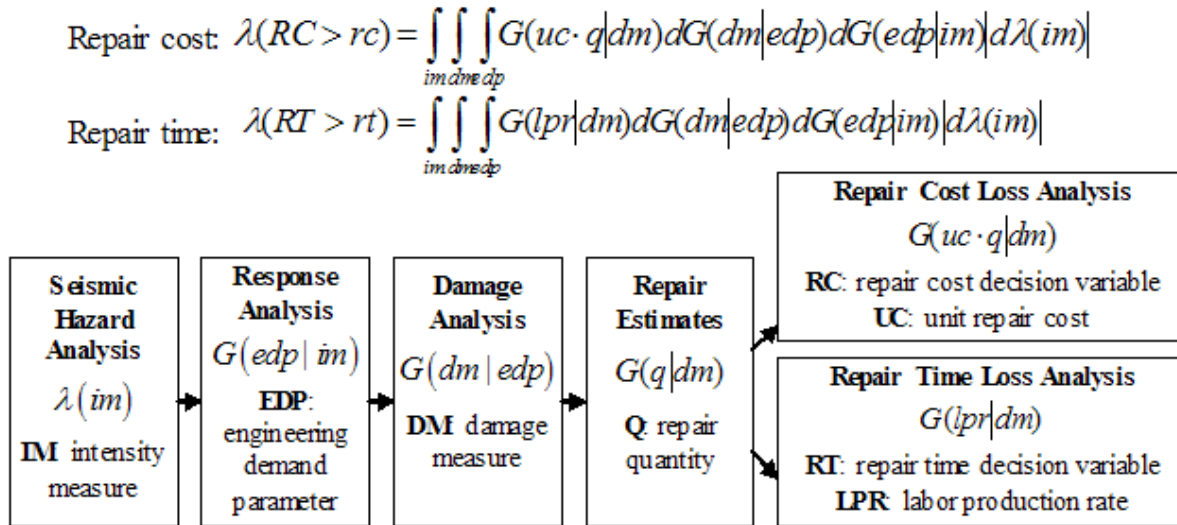 Repair cost: λ(RC > rc) = ∫ ∫ ∫ G(uc · q|dm)dG(dm|edp)dG(edp|im)|dλ(im)|
im dm edp
Repair time: λ(RT > rt) = ∫ ∫ ∫ G(lpr|dm)dG(dm|edp)dG(edp|im)|dλ(im)|
im dm edp
Seismic
Hazard
Analysis
λ(im)
IM intensity
measure
Response
Analysis
G(edp | im)
EDP:
engineering
demand
parameter
Damage
Analysis
G(dm | edp)
DM damage
measure
Repair
Estimates
G(q|dm)
Q: repair
quantity
Repair Cost Loss Analysis
G(uc · q|dm)
RC: repair cost decision variable
UC: unit repair cost
Repair Time Loss Analysis
G(lpr|dm)
RT: repair time decision variable
LPR: labor production rate